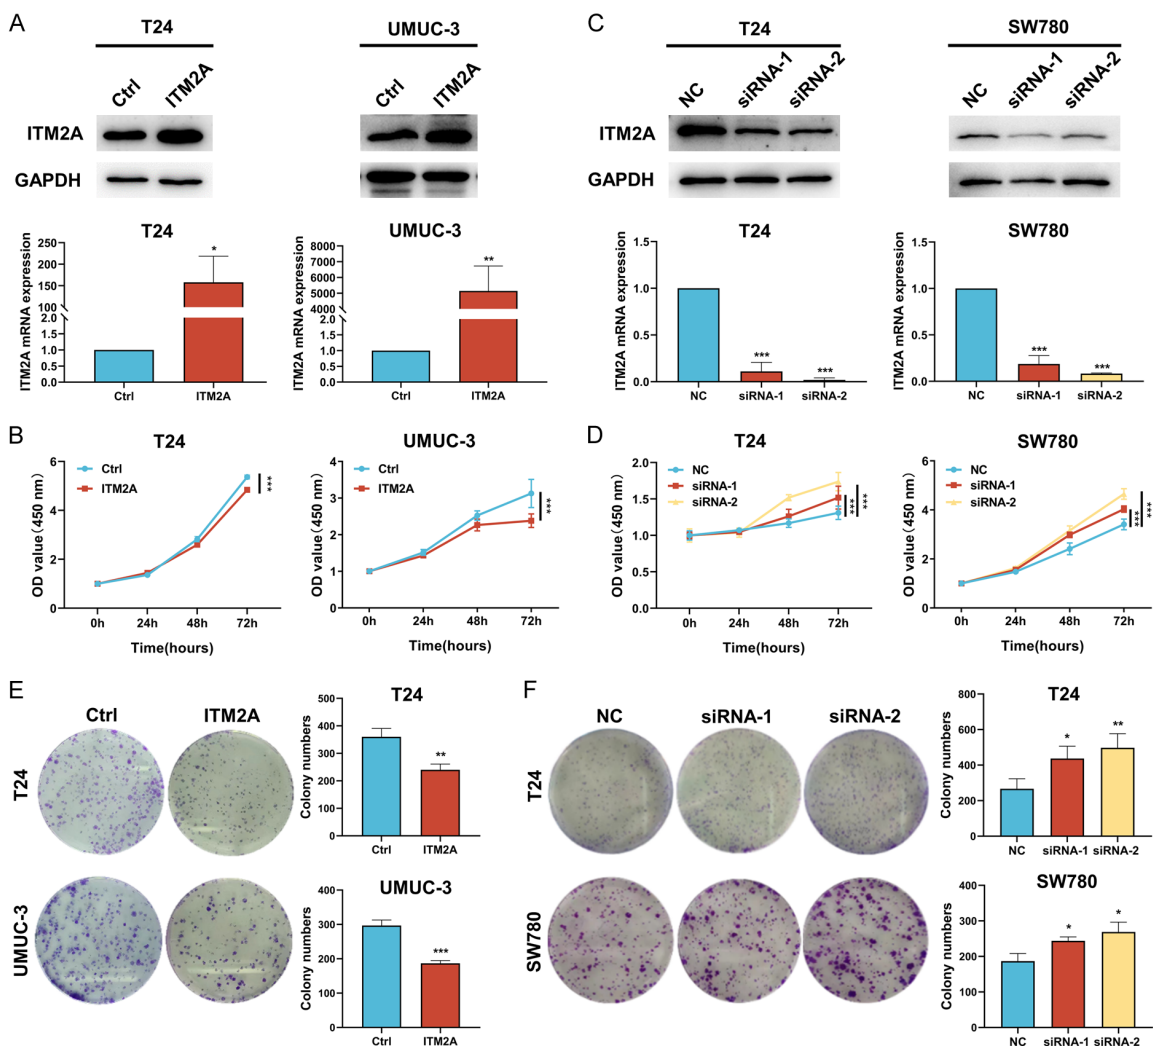 A
T24
UMUC-3
Ctrl
ITM2A
Ctrl
ITM2A
ITM2A
GAPDH
T24
ITM2A mRNA expression
250
200
150
100
2.0
1.5
1.0
0.5
0.0
*
Ctrl
ITM2A
UMUC-3
8000
7000
6000
5000
4000
2.0
1.5
1.0
0.5
0.0
**
Ctrl
ITM2A
C
T24
SW780
NC
siRNA-1
siRNA-2
NC
siRNA-1
siRNA-2
ITM2A
GAPDH
T24
ITM2A mRNA expression
1.5
1.0
0.5
0.0
***
***
NC
siRNA-1
siRNA-2
SW780
ITM2A mRNA expression
1.5
1.0
0.5
0.0
***
***
NC
siRNA-1
siRNA-2
B
T24
OD value（450 nm）
6
4
2
0
Ctrl
ITM2A
***
0h
24h
48h
72h
Time(hours)
UMUC-3
OD value（450 nm）
4
3
2
1
0
Ctrl
ITM2A
***
0h
24h
48h
72h
Time(hours)
D
T24
OD value（450 nm）
2.0
1.5
1.0
0.5
0.0
NC
siRNA-1
siRNA-2
***
***
0h
24h
48h
72h
Time(hours)
SW780
OD value（450 nm）
6
4
2
0
NC
siRNA-1
siRNA-2
***
***
0h
24h
48h
72h
Time(hours)
E
Ctrl
ITM2A
T24
UMUC-3
T24
Colony numbers
500
400
300
200
100
0
**
Ctrl
ITM2A
UMUC-3
Colony numbers
400
300
200
100
0
***
Ctrl
ITM2A
F
NC
siRNA-1
siRNA-2
T24
SW780
T24
Colony numbers
800
600
400
200
0
*
**
NC
siRNA-1
siRNA-2
SW780
Colony numbers
400
300
200
100
0
*
*
NC
siRNA-1
siRNA-2